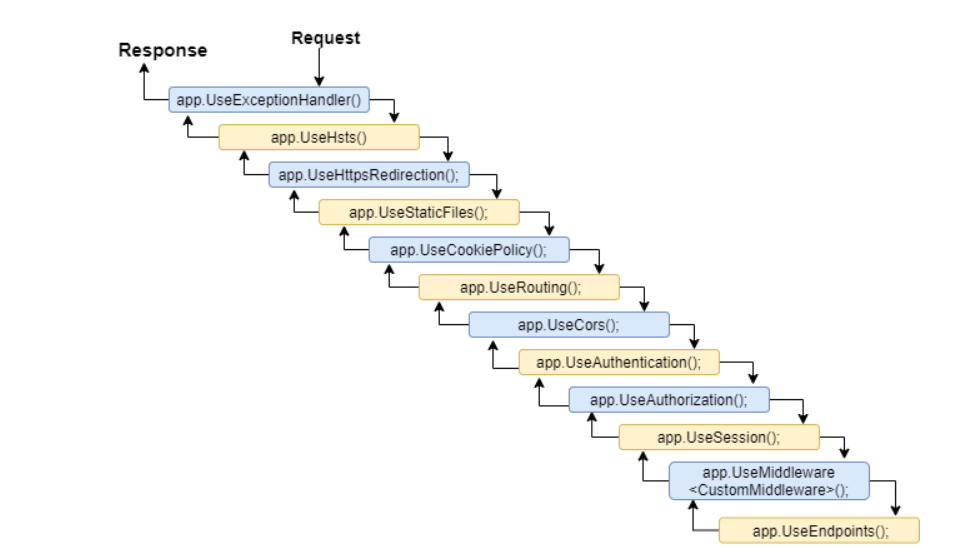 Response
Request
app.UseExceptionHandler()
app.UseHsts()
app.UseHttpsRedirection();
app.UseStaticFiles();
app.UseCookiePolicy();
app.UseRouting();
app.UseCors();
app.UseAuthentication();
app.UseAuthorization();
app.UseSession();
app.UseMiddleware
<CustomMiddleware>();
app.UseEndpoints();